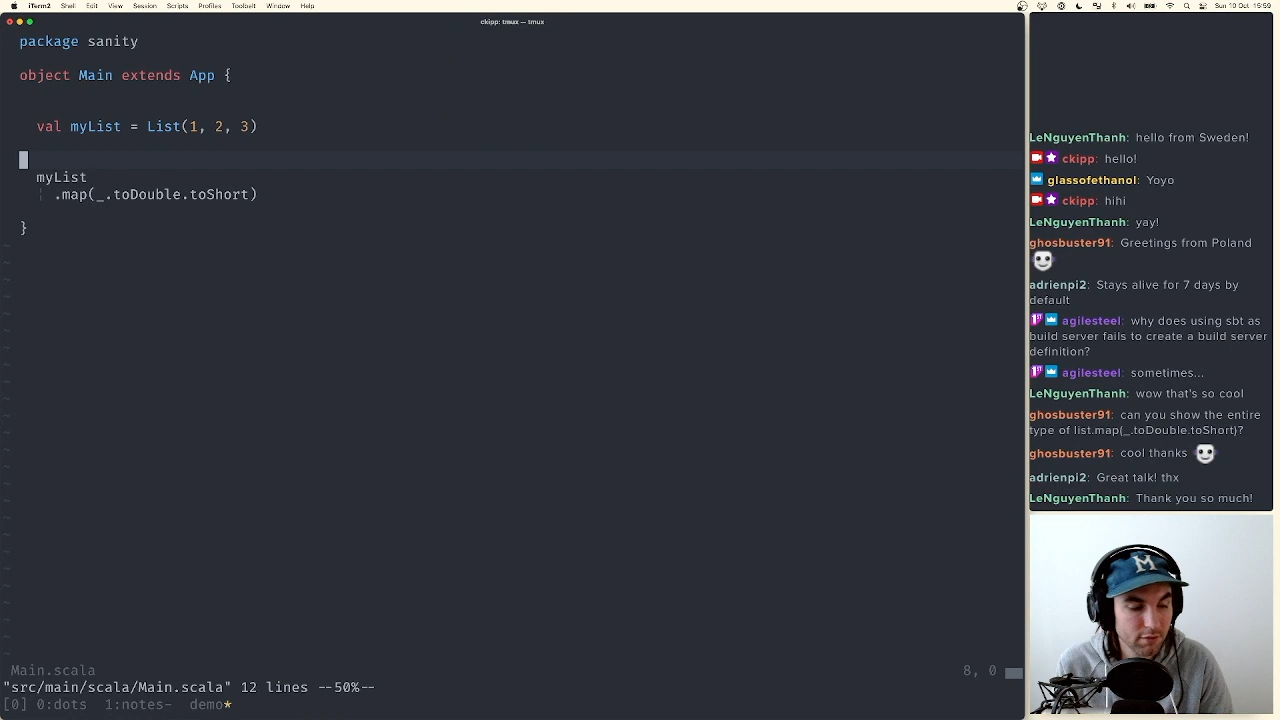 iTerm2 Shell Edit View Session Scripts Profiles Toolbelt Window Help
Sun 10 Oct 15:59
ckipp: tmux — tmux
package sanity
object Main extends App {
val myList = List(1, 2, 3)
myList
.map(_.toDouble.toShort)
}
Main.scala
8, 0
"src/main/scala/Main.scala" 12 lines --50%--
[0] 0:dots 1:notes- demo*
LeNguyenThanh: hello from Sweden!
ckipp: hello!
glassofethanol: Yoyo
ckipp: hihi
LeNguyenThanh: yay!
ghosbuster91: Greetings from Poland
adrienpi2: Stays alive for 7 days by
default
agilesteel: why does using sbt as
build server fails to create a build server
definition?
agilesteel: sometimes...
LeNguyenThanh: wow that's so cool
ghosbuster91: can you show the entire
type of list.map(_.toDouble.toShort)?
ghosbuster91: cool thanks
adrienpi2: Great talk! thx
LeNguyenThanh: Thank you so much!
M